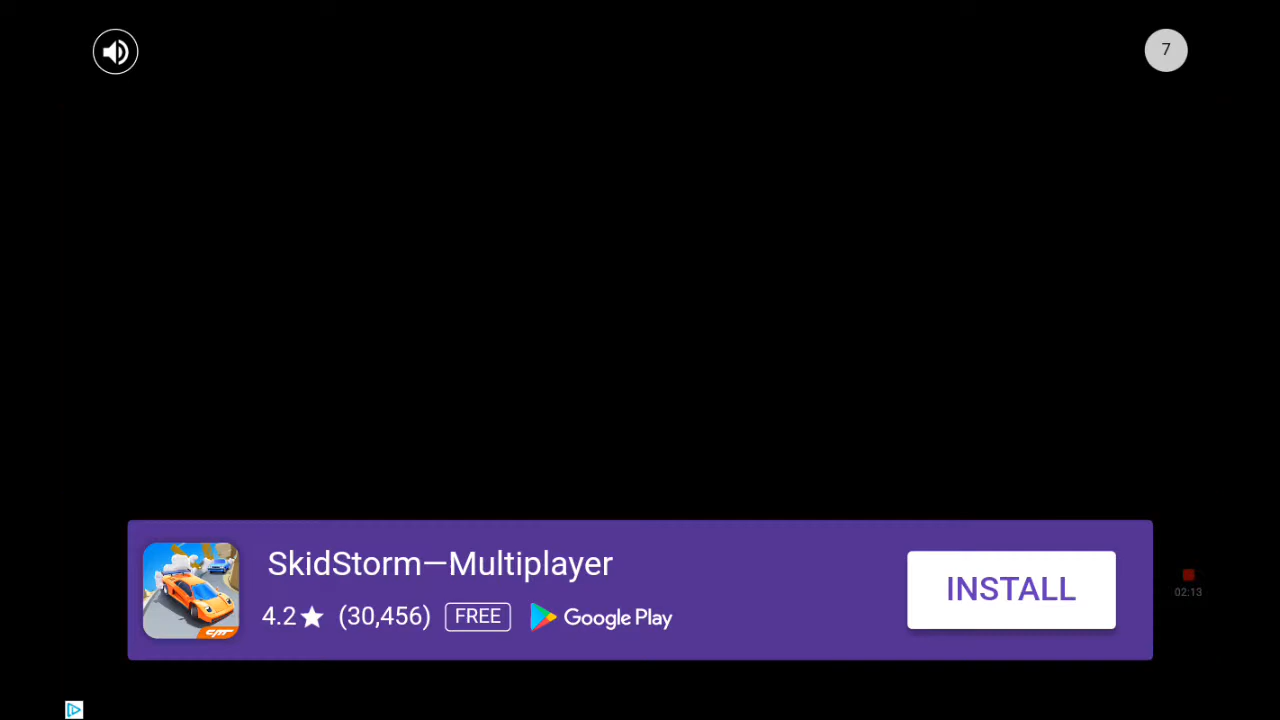 7
SkidStorm—Multiplayer
4.2★ (30,456) FREE Google Play
INSTALL
02:13